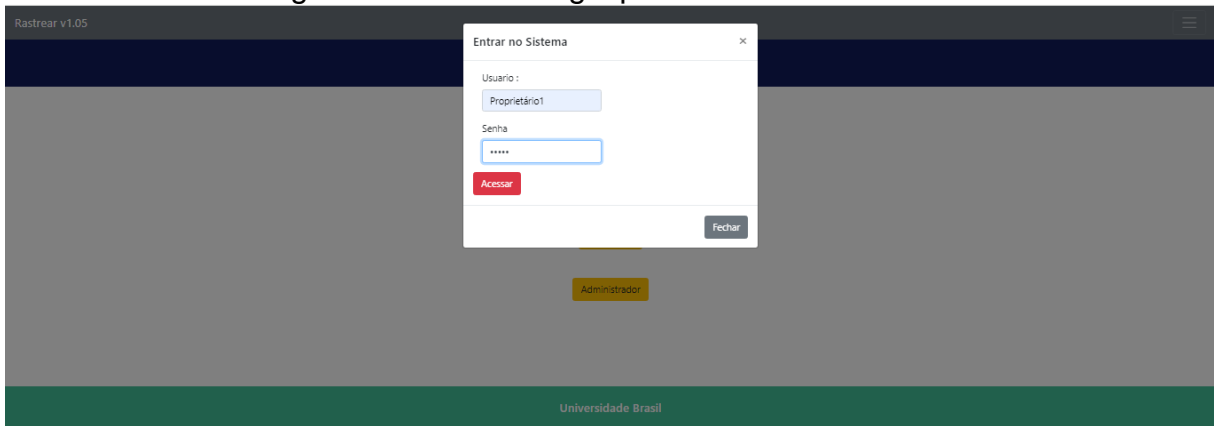 Rastrear v1.05
Entrar no Sistema
×
Usuario :
Proprietário1
Senha
•••••
Acessar
Fechar
Administrador
Universidade Brasil